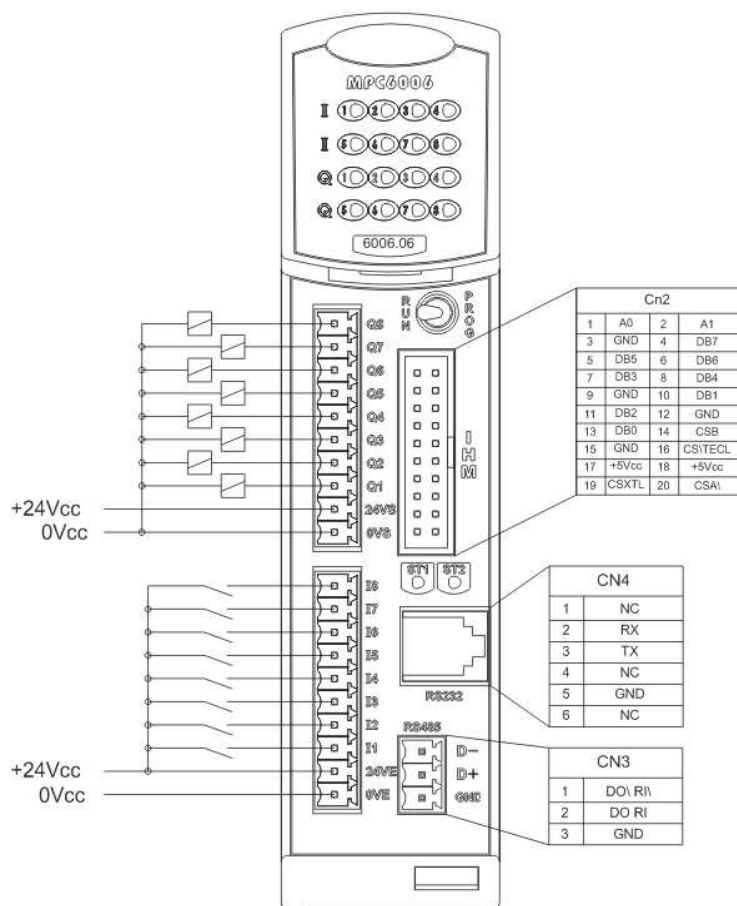 MPC6006
I 1 2 3 4
I 5 6 7 8
Q 1 2 3 4
Q 5 6 7 8
6006.06
RUN
PROG
Q8
Q7
Q6
Q5
Q4
Q3
Q2
Q1
+24Vcc 24VS
0Vcc 0VS
IHM
ST1 ST2
I8
I7
I6
I5
I4
I3
I2
I1
+24Vcc 24VE
0Vcc 0VE
RS232
RS485
D-
D+
GND
Cn2
1 A0 2 A1
3 GND 4 DB7
5 DB5 6 DB6
7 DB3 8 DB4
9 GND 10 DB1
11 DB2 12 GND
13 DB0 14 CSB
15 GND 16 CS\TECL
17 +5Vcc 18 +5Vcc
19 CSXTL 20 CSA\
CN4
1 NC
2 RX
3 TX
4 NC
5 GND
6 NC
CN3
1 DO\ RI\
2 DO RI
3 GND